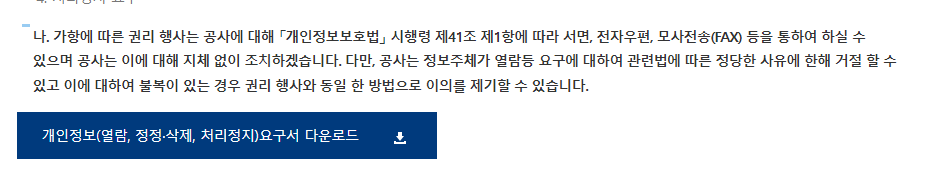 나. 가항에 따른 권리 행사는 공사에 대해 「개인정보보호법」 시행령 제41조 제1항에 따라 서면, 전자우편, 모사전송(FAX) 등을 통하여 하실 수
있으며 공사는 이에 대해 지체 없이 조치하겠습니다. 다만, 공사는 정보주체가 열람등 요구에 대하여 관련법에 따른 정당한 사유에 한해 거절 할 수
있고 이에 대하여 불복이 있는 경우 권리 행사와 동일 한 방법으로 이의를 제기할 수 있습니다.
개인정보(열람, 정정·삭제, 처리정지)요구서 다운로드